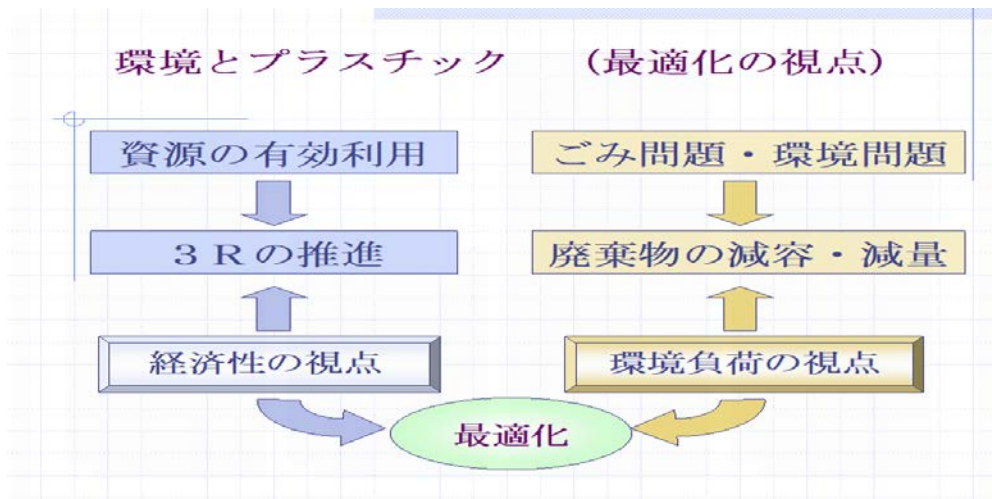 環境とプラスチック （最適化の視点）
資源の有効利用
ごみ問題・環境問題
３Ｒの推進
廃棄物の減容・減量
経済性の視点
環境負荷の視点
最適化